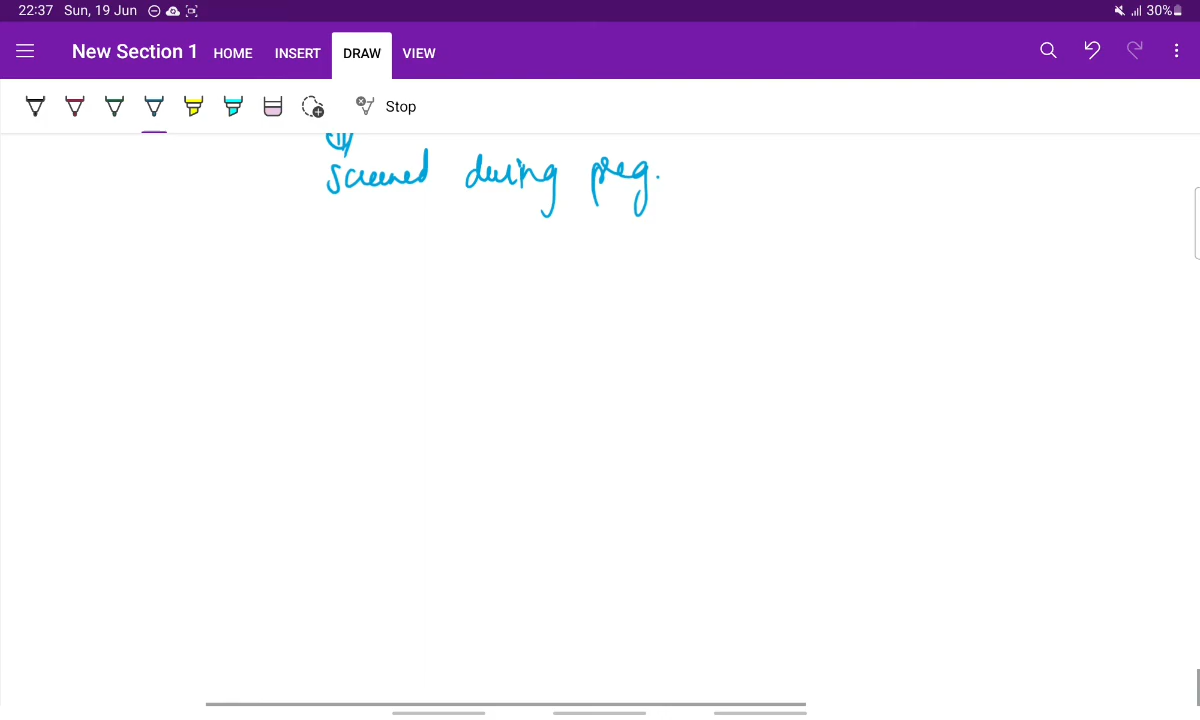 22:37 Sun, 19 Jun 30%
New Section 1 HOME INSERT DRAW VIEW
Stop
screened during preg.